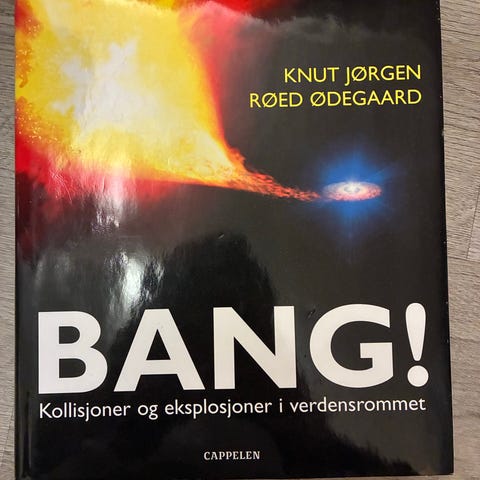 KNUT JØRGEN
RØED ØDEGAARD
BANG!
Kollisjoner og eksplosjoner i verdensrommet
CAPPELEN